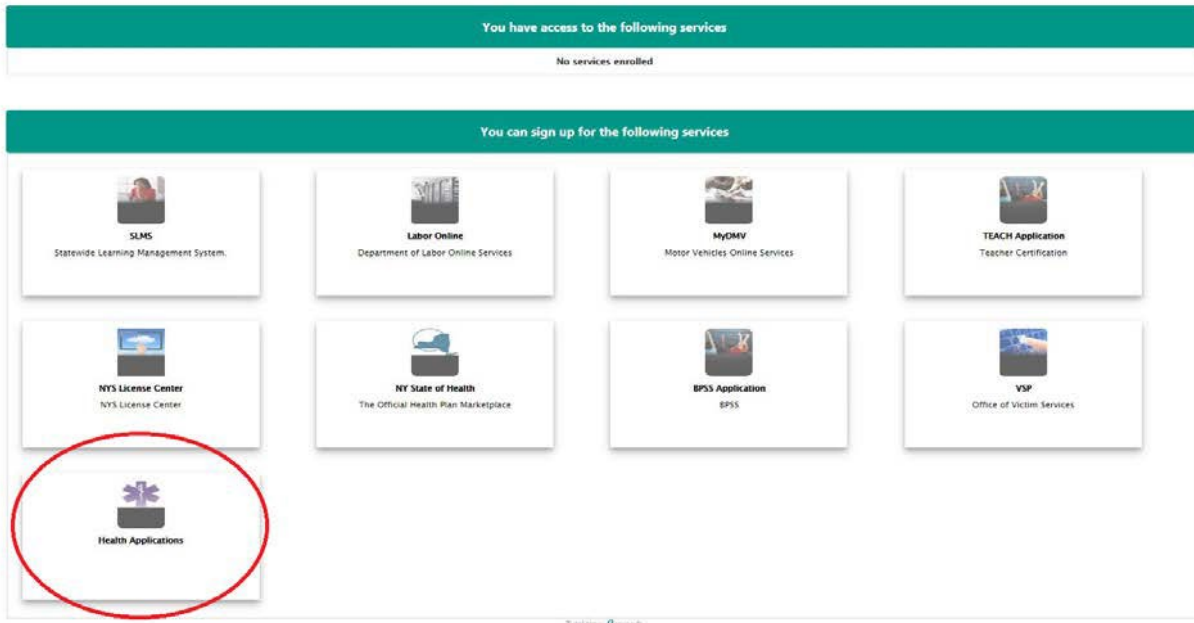 You have access to the following services
No services enrolled
You can sign up for the following services
SLMS
Statewide Learning Management System.
Labor Online
Department of Labor Online Services
MyDMV
Motor Vehicles Online Services
TEACH Application
Teacher Certification
NYS License Center
NYS License Center
NY State of Health
The Official Health Plan Marketplace
BPSS Application
BPSS
VSP
Office of Victim Services
Health Applications